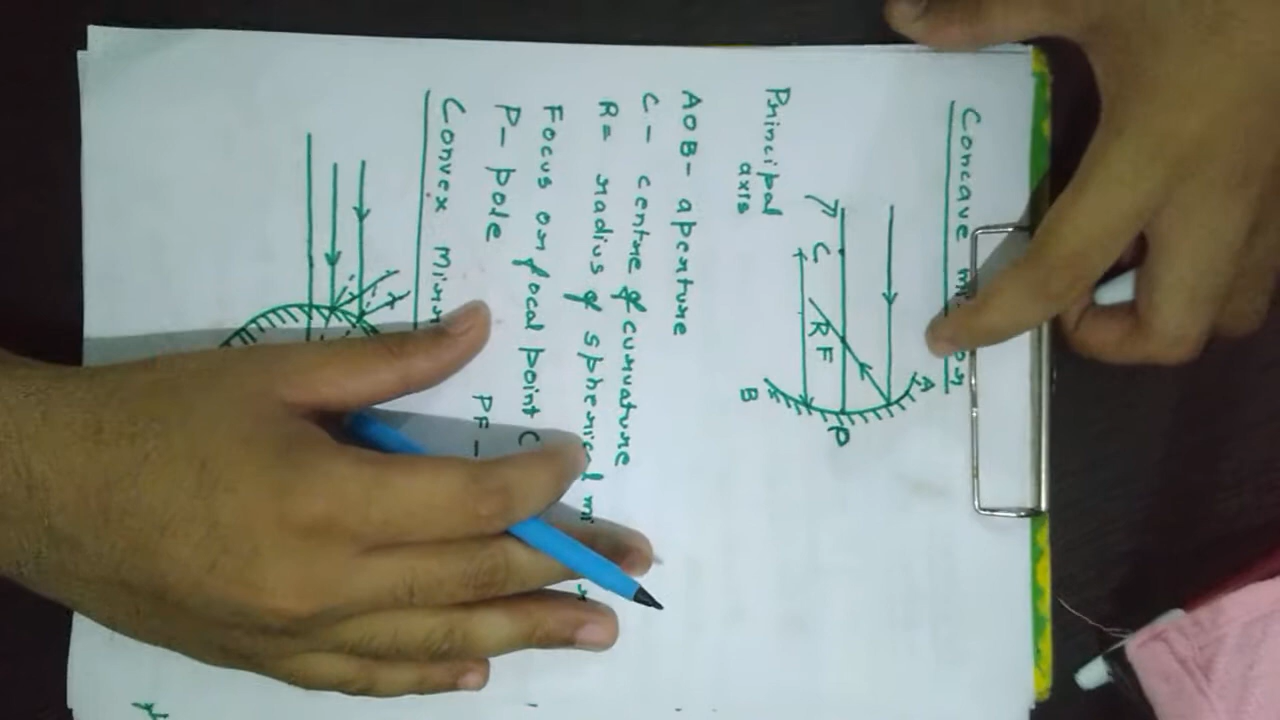 Concave
A
P
C R F
B
Principal
axis
AOB- aperture
C- centre of curvature
R= radius of spherical
Focus or focal point C
P- pole PF-
Convex